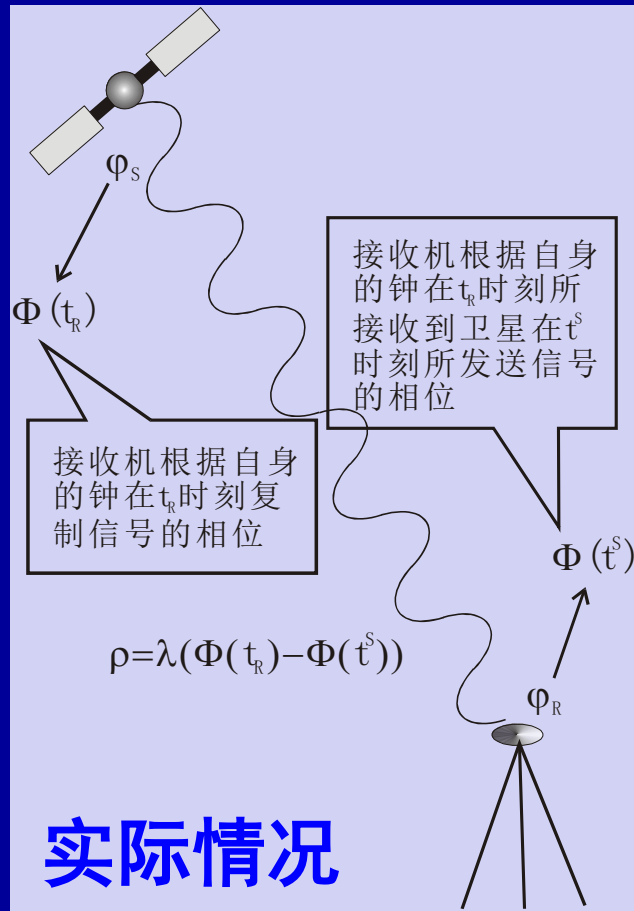 φS
Φ(tR)
接收机根据自身
的钟在tR时刻所
接收到卫星在tS
时刻所发送信号
的相位
接收机根据自身
的钟在tR时刻复
制信号的相位
Φ(tS)
ρ=λ(Φ(tR)−Φ(tS))
φR
实际情况